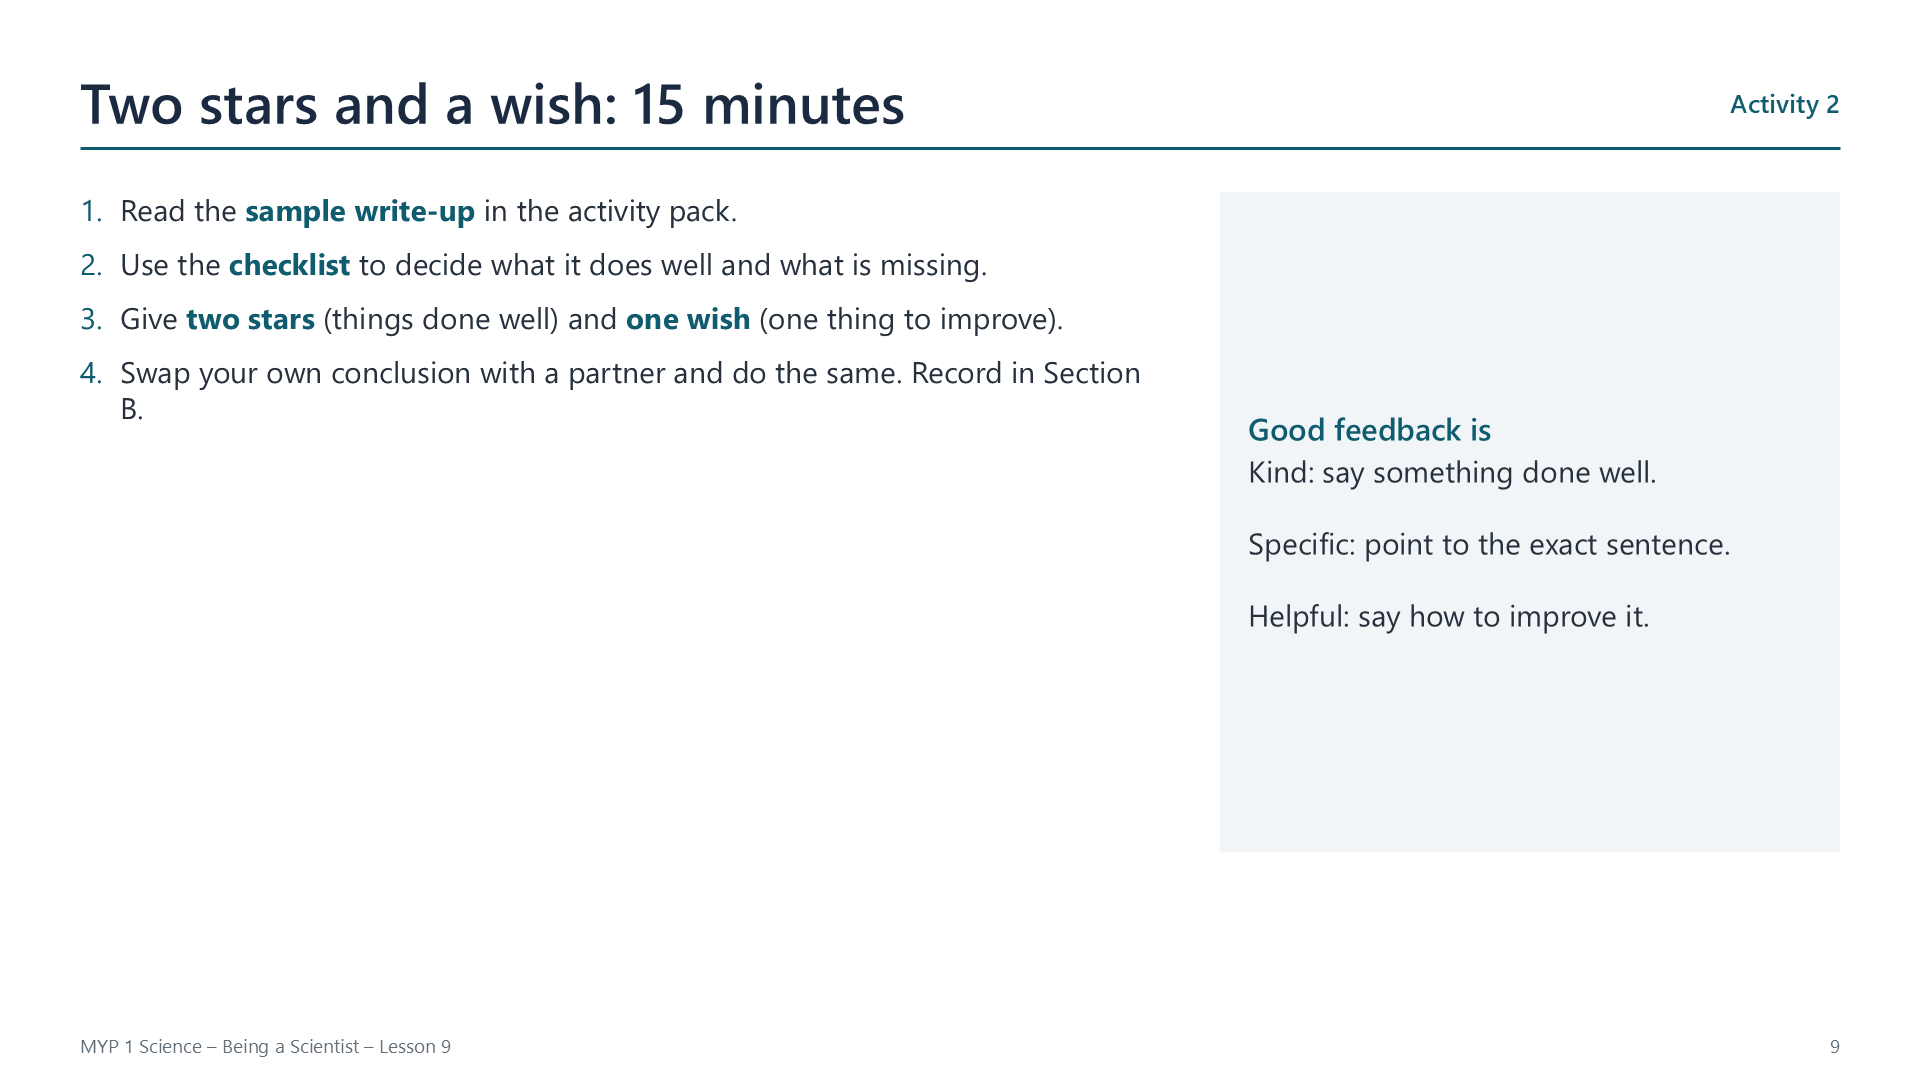 Two stars and a wish: 15 minutes
Activity 2
1. Read the sample write-up in the activity pack.
2. Use the checklist to decide what it does well and what is missing.
3. Give two stars (things done well) and one wish (one thing to improve).
4. Swap your own conclusion with a partner and do the same. Record in Section
B.
Good feedback is
Kind: say something done well.
Specific: point to the exact sentence.
Helpful: say how to improve it.
MYP 1 Science – Being a Scientist – Lesson 9
9